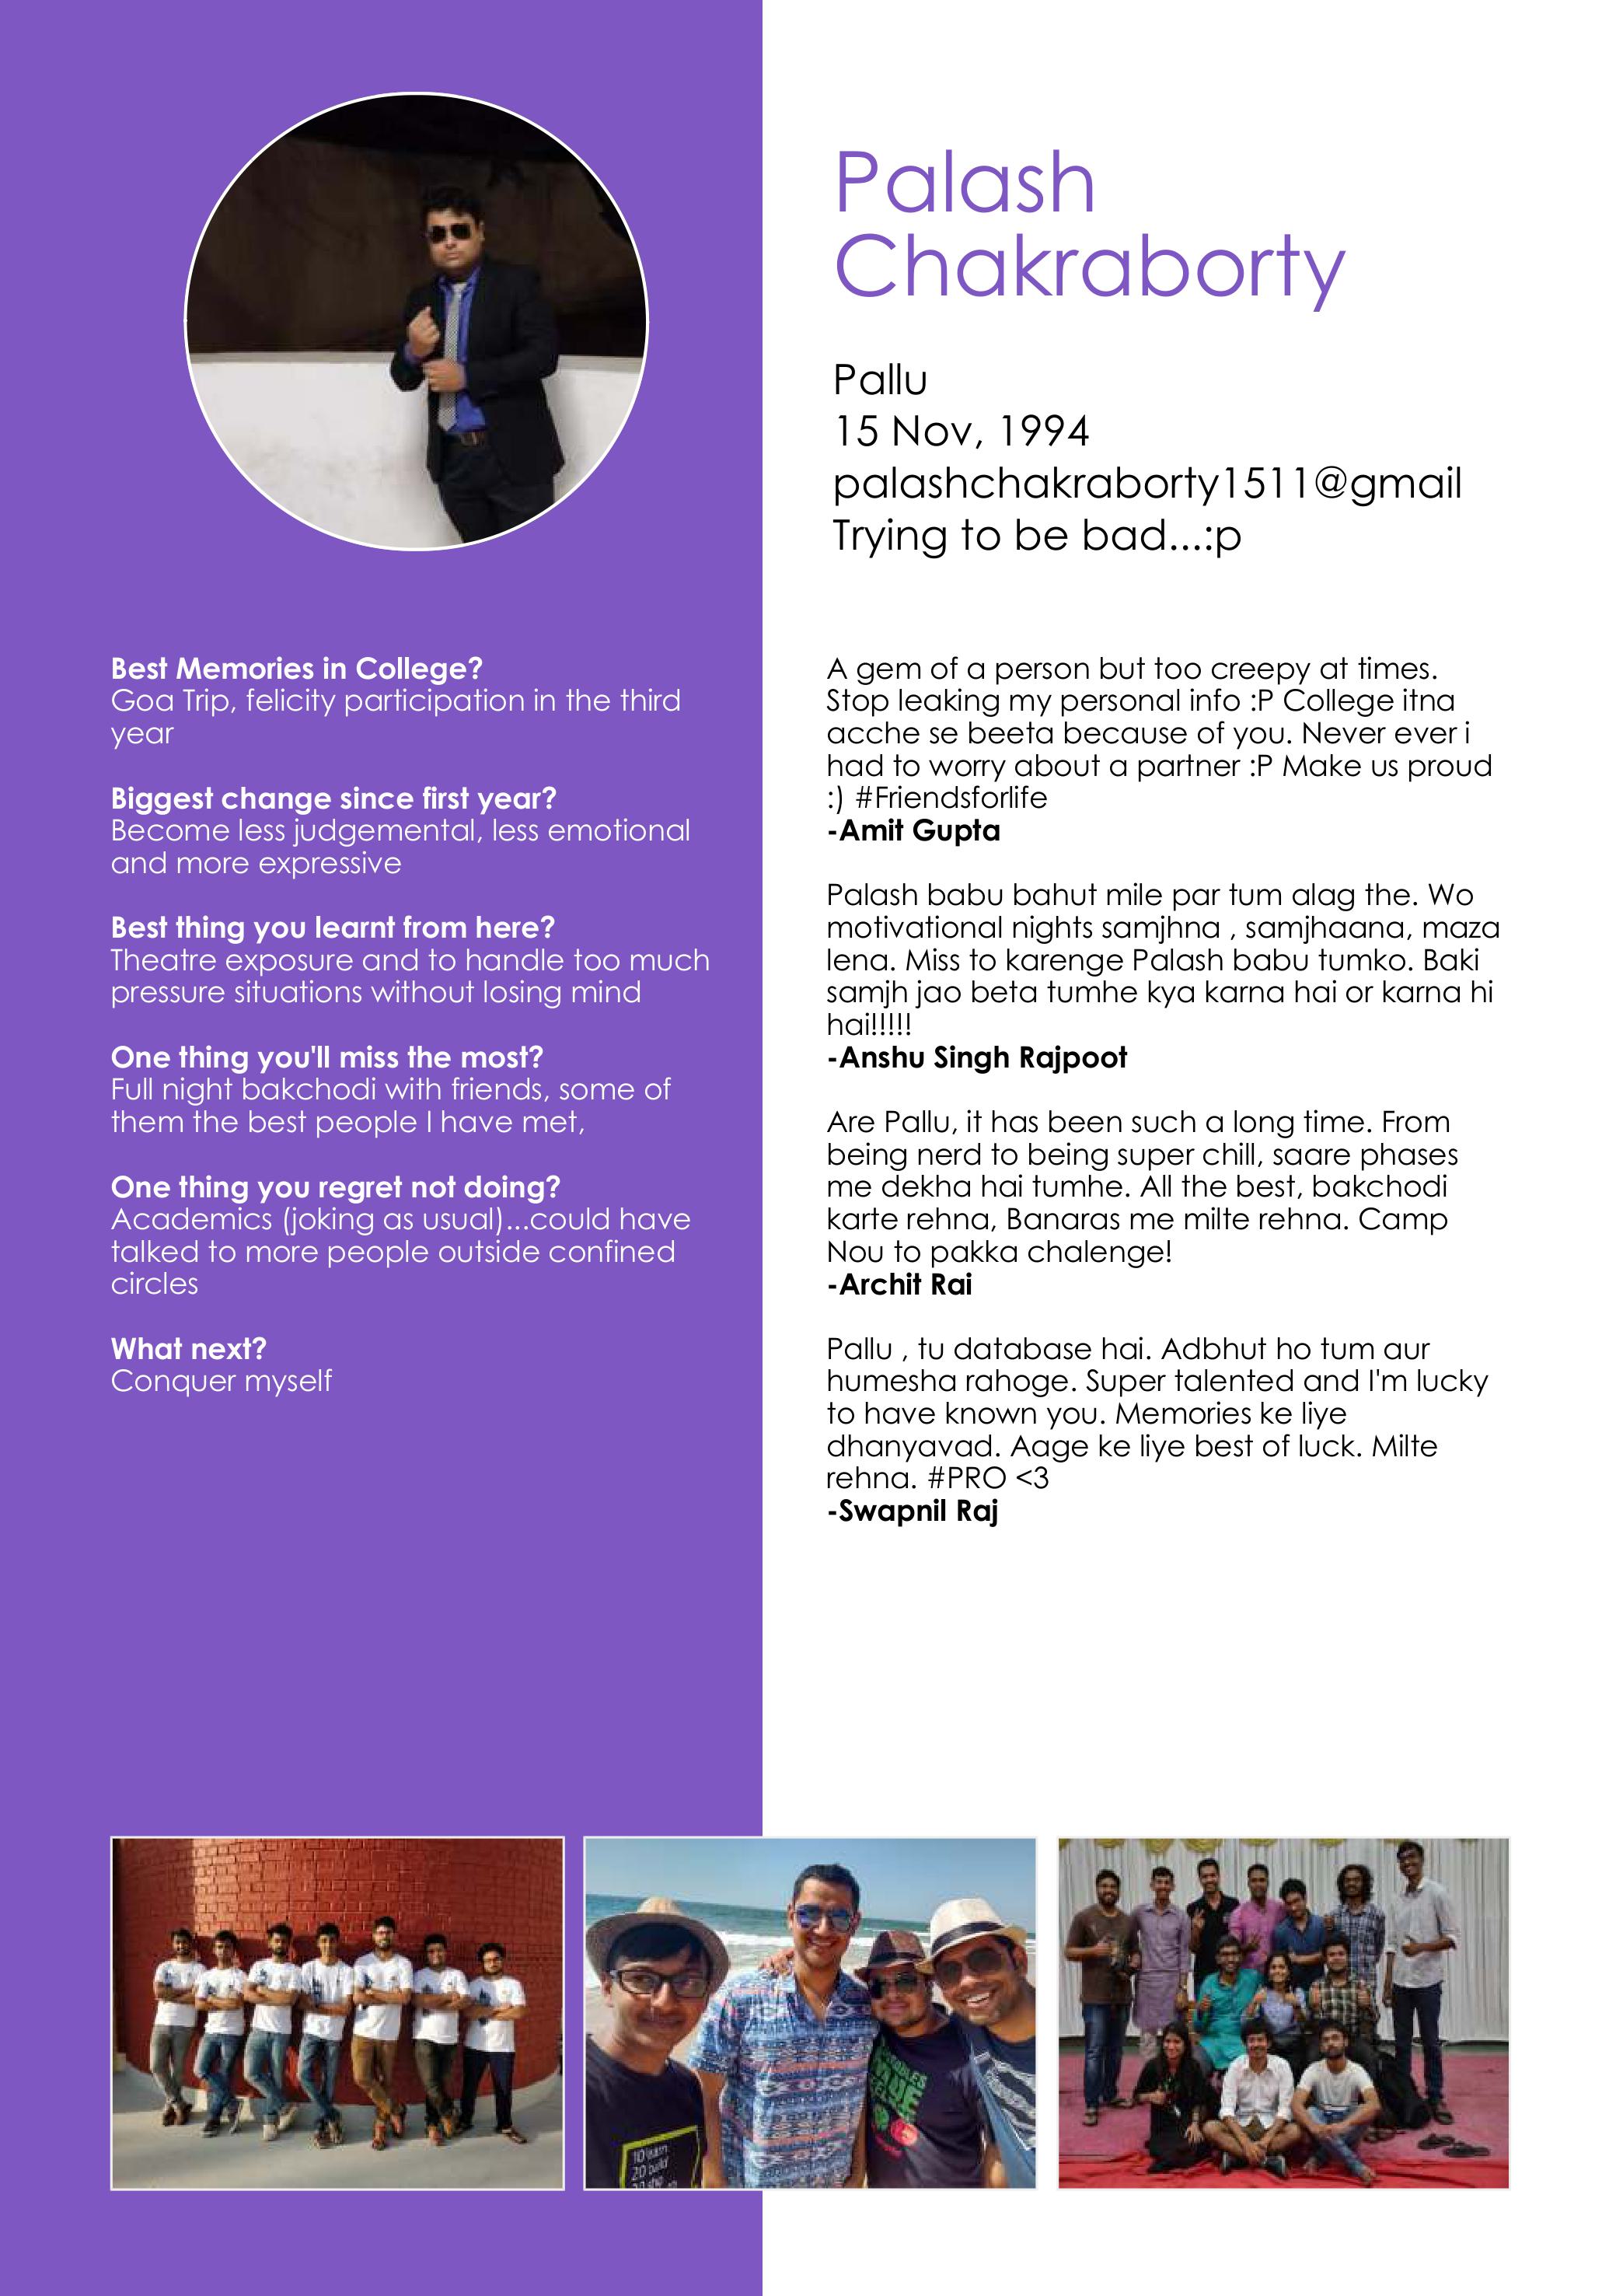 Palash
Chakraborty
Pallu
15 Nov, 1994
palashchakraborty1511@gmail
Trying to be bad...:p
Best Memories in College?
Goa Trip, felicity participation in the third
year
Biggest change since first year?
Become less judgemental, less emotional
and more expressive
Best thing you learnt from here?
Theatre exposure and to handle too much
pressure situations without losing mind
One thing you'll miss the most?
Full night bakchodi with friends, some of
them the best people I have met,
One thing you regret not doing?
Academics (joking as usual)...could have
talked to more people outside confined
circles
What next?
Conquer myself
A gem of a person but too creepy at times.
Stop leaking my personal info :P College itna
acche se beeta because of you. Never ever i
had to worry about a partner :P Make us proud
:) #Friendsforlife
-Amit Gupta
Palash babu bahut mile par tum alag the. Wo
motivational nights samjhna , samjhaana, maza
lena. Miss to karenge Palash babu tumko. Baki
samjh jao beta tumhe kya karna hai or karna hi
hai!!!!!
-Anshu Singh Rajpoot
Are Pallu, it has been such a long time. From
being nerd to being super chill, saare phases
me dekha hai tumhe. All the best, bakchodi
karte rehna, Banaras me milte rehna. Camp
Nou to pakka chalenge!
-Archit Rai
Pallu , tu database hai. Adbhut ho tum aur
humesha rahoge. Super talented and I'm lucky
to have known you. Memories ke liye
dhanyavad. Aage ke liye best of luck. Milte
rehna. #PRO <3
-Swapnil Raj
10 learn
20 build